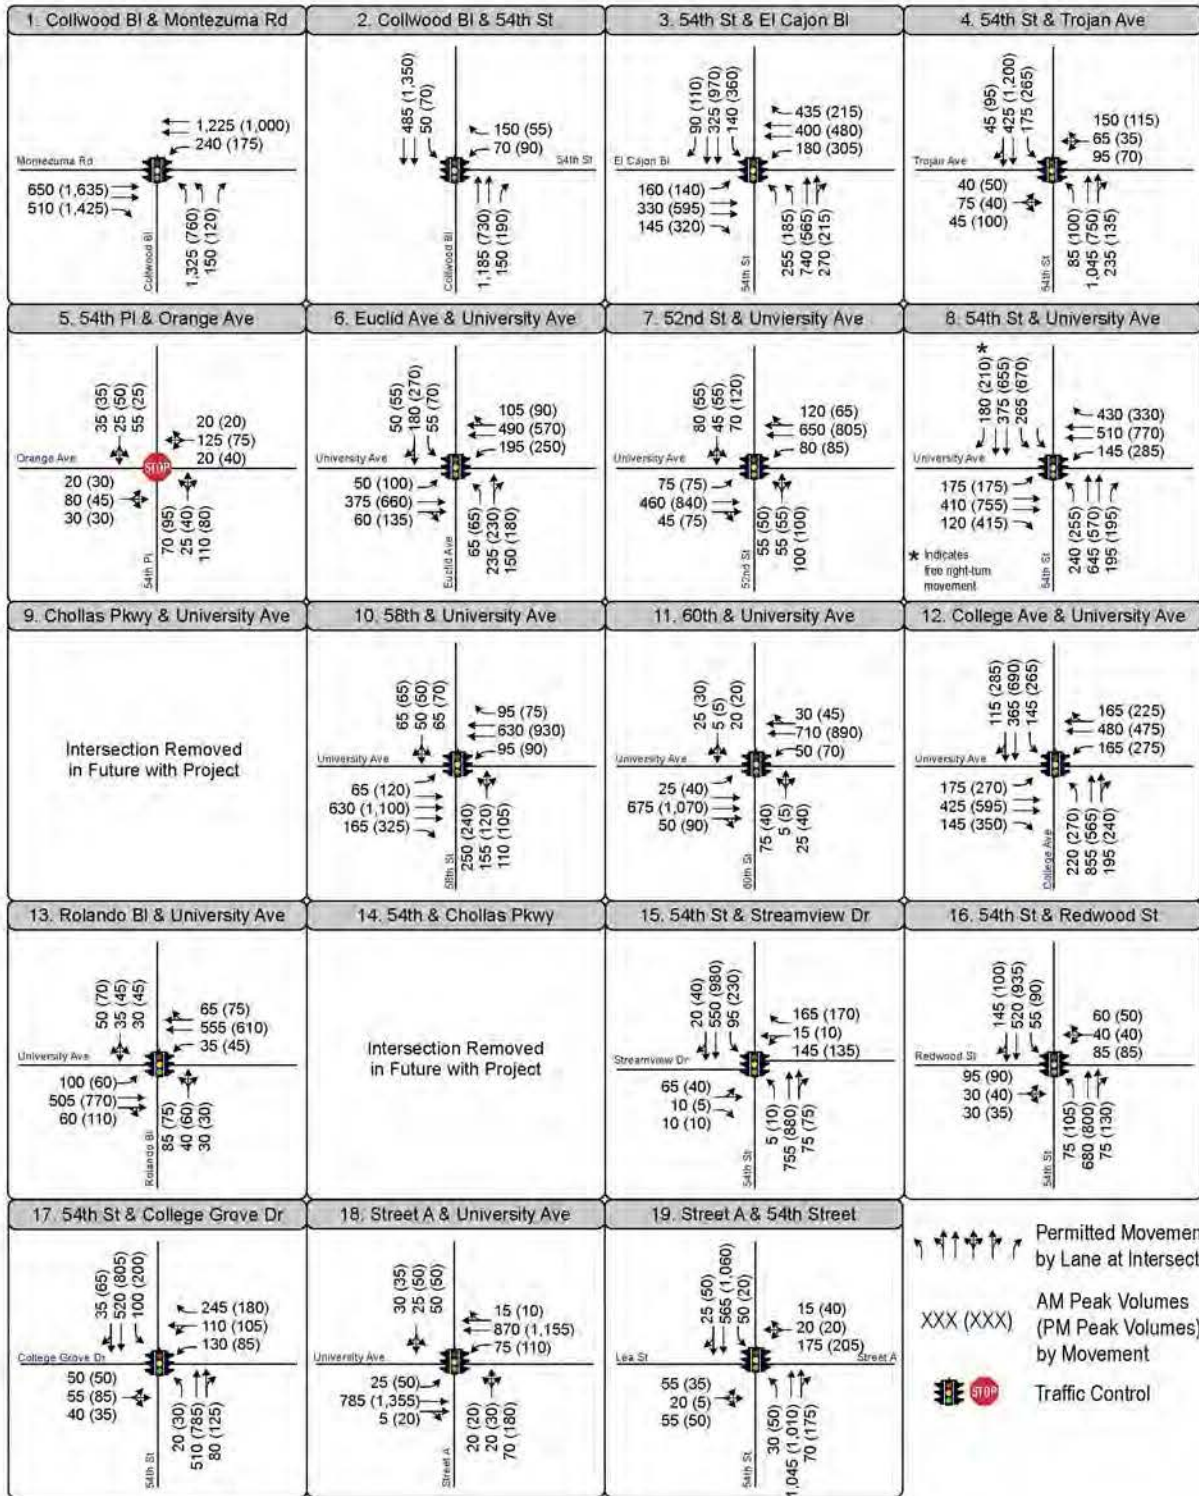 1. Collwood Bl & Montezuma Rd
1,225 (1,000)
240 (175)
Montezuma Rd
650 (1,635)
510 (1,425)
1,325 (760)
150 (120)
Collwood Bl
2. Collwood Bl & 54th St
485 (1,350)
50 (70)
150 (55)
70 (90)
54th St
1,185 (730)
150 (190)
Collwood Bl
3. 54th St & El Cajon Bl
90 (110)
325 (970)
140 (360)
435 (215)
400 (480)
180 (305)
El Cajon Bl
160 (140)
330 (595)
145 (320)
255 (185)
740 (565)
270 (215)
54th St
4. 54th St & Trojan Ave
45 (95)
425 (1,200)
175 (265)
150 (115)
65 (35)
95 (70)
Trojan Ave
40 (50)
75 (40)
45 (100)
85 (100)
1,045 (750)
235 (135)
54th St
5. 54th Pl & Orange Ave
35 (35)
25 (50)
55 (25)
20 (20)
125 (75)
20 (40)
Orange Ave
STOP
20 (30)
80 (45)
30 (30)
70 (95)
25 (40)
110 (80)
54th Pl
6. Euclid Ave & University Ave
50 (55)
180 (270)
55 (70)
105 (90)
490 (570)
195 (250)
University Ave
50 (100)
375 (660)
60 (135)
65 (65)
235 (230)
150 (180)
Euclid Ave
7. 52nd St & Unviersity Ave
80 (55)
45 (55)
70 (120)
120 (65)
650 (805)
80 (85)
University Ave
75 (75)
460 (840)
45 (75)
55 (50)
55 (65)
100 (100)
52nd St
8. 54th St & University Ave
180 (210) *
375 (655)
265 (670)
430 (330)
510 (770)
145 (285)
University Ave
175 (175)
410 (755)
120 (415)
* Indicates
free right-turn
movement
240 (255)
645 (570)
195 (195)
54th St
9. Chollas Pkwy & University Ave
Intersection Removed
in Future with Project
10. 58th & University Ave
65 (65)
50 (50)
65 (70)
95 (75)
630 (930)
95 (90)
University Ave
65 (120)
630 (1,100)
165 (325)
250 (240)
155 (120)
110 (105)
58th St
11. 60th & University Ave
25 (30)
5 (5)
20 (20)
30 (45)
710 (890)
50 (70)
University Ave
25 (40)
675 (1,070)
50 (90)
75 (40)
5 (5)
25 (40)
60th St
12. College Ave & University Ave
115 (285)
365 (690)
145 (265)
165 (225)
480 (475)
165 (275)
University Ave
175 (270)
425 (595)
145 (350)
220 (270)
855 (565)
195 (240)
College Ave
13. Rolando Bl & University Ave
50 (70)
35 (45)
30 (45)
65 (75)
555 (610)
35 (45)
University Ave
100 (60)
505 (770)
60 (110)
85 (75)
40 (60)
30 (30)
Rolando Bl
14. 54th & Chollas Pkwy
Intersection Removed
in Future with Project
15. 54th St & Streamview Dr
20 (40)
550 (980)
95 (230)
165 (170)
15 (10)
145 (135)
Streamview Dr
65 (40)
10 (5)
10 (10)
5 (10)
755 (880)
75 (75)
54th St
16. 54th St & Redwood St
145 (100)
520 (935)
55 (90)
60 (50)
40 (40)
85 (85)
Redwood St
95 (90)
30 (40)
30 (35)
75 (105)
680 (800)
75 (130)
54th St
17. 54th St & College Grove Dr
35 (65)
520 (805)
100 (200)
245 (180)
110 (105)
130 (85)
College Grove Dr
50 (50)
55 (85)
40 (35)
20 (30)
510 (785)
80 (125)
54th St
18. Street A & University Ave
30 (35)
25 (50)
50 (50)
15 (10)
870 (1,155)
75 (110)
University Ave
25 (50)
785 (1,355)
5 (20)
20 (20)
20 (30)
70 (180)
Street A
19. Street A & 54th Street
25 (50)
565 (1,060)
50 (20)
15 (40)
20 (20)
175 (205)
Lea St
Street A
55 (35)
20 (5)
55 (50)
30 (50)
1,045 (1,010)
70 (175)
54th St
Permitted Movemen
by Lane at Intersect
XXX (XXX)
AM Peak Volumes
(PM Peak Volumes)
by Movement
STOP
Traffic Control